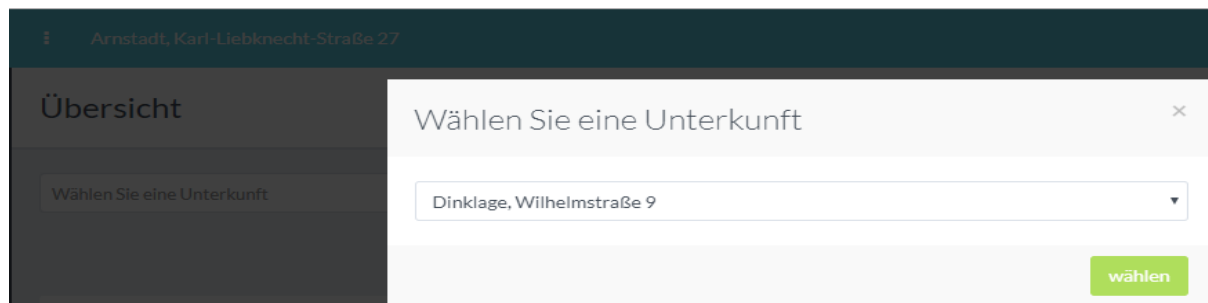 Arnstadt, Karl-Liebknecht-Straße 27
Übersicht
Wählen Sie eine Unterkunft
Wählen Sie eine Unterkunft
Dinklage, Wilhelmstraße 9
wählen